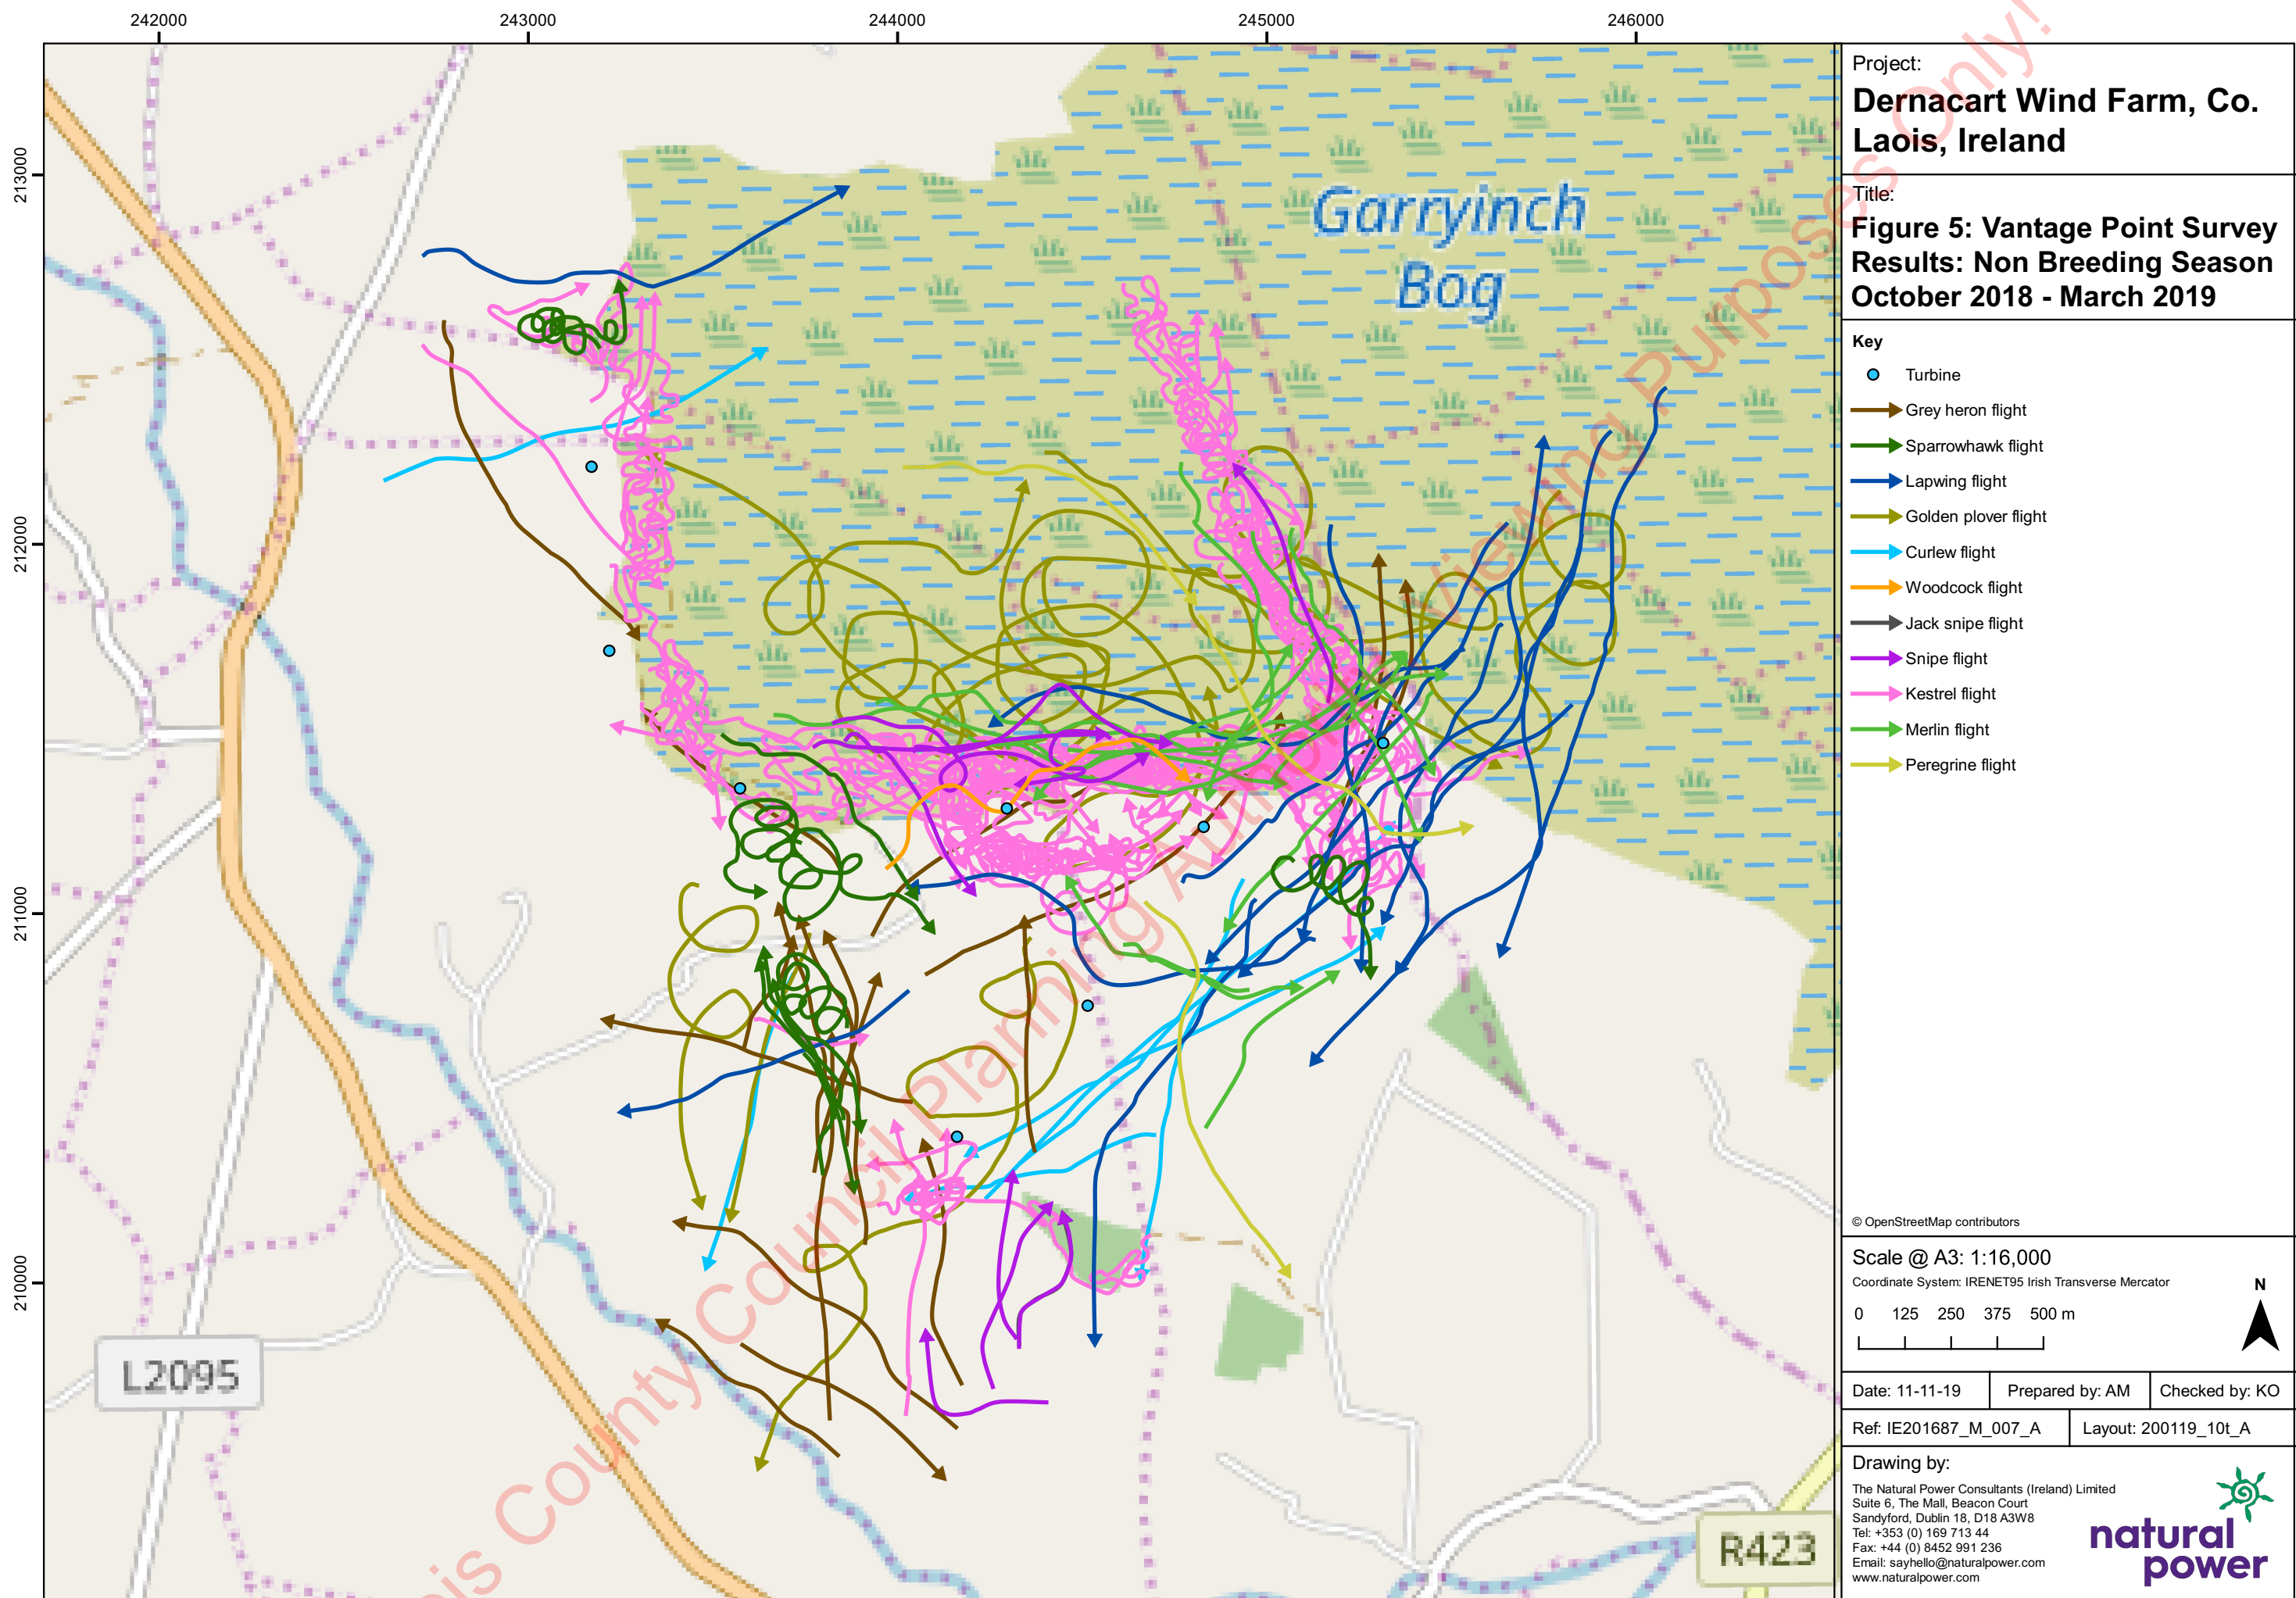 242000
243000
244000
245000
246000
213000
212000
211000
210000
Garryinch
Bog
L2095
R423
ois County Council Planning Authority Viewing Purposes Only!
Project:
Dernacart Wind Farm, Co.
Laois, Ireland
Title:
Figure 5: Vantage Point Survey
Results: Non Breeding Season
October 2018 - March 2019
Key
Turbine
Grey heron flight
Sparrowhawk flight
Lapwing flight
Golden plover flight
Curlew flight
Woodcock flight
Jack snipe flight
Snipe flight
Kestrel flight
Merlin flight
Peregrine flight
© OpenStreetMap contributors
Scale @ A3: 1:16,000
Coordinate System: IRENET95 Irish Transverse Mercator
0 125 250 375 500 m
N
Date: 11-11-19 Prepared by: AM Checked by: KO
Ref: IE201687_M_007_A Layout: 200119_10t_A
Drawing by:
The Natural Power Consultants (Ireland) Limited
Suite 6, The Mall, Beacon Court
Sandyford, Dublin 18, D18 A3W8
Tel: +353 (0) 169 713 44
Fax: +44 (0) 8452 991 236
Email: sayhello@naturalpower.com
www.naturalpower.com
natural
power